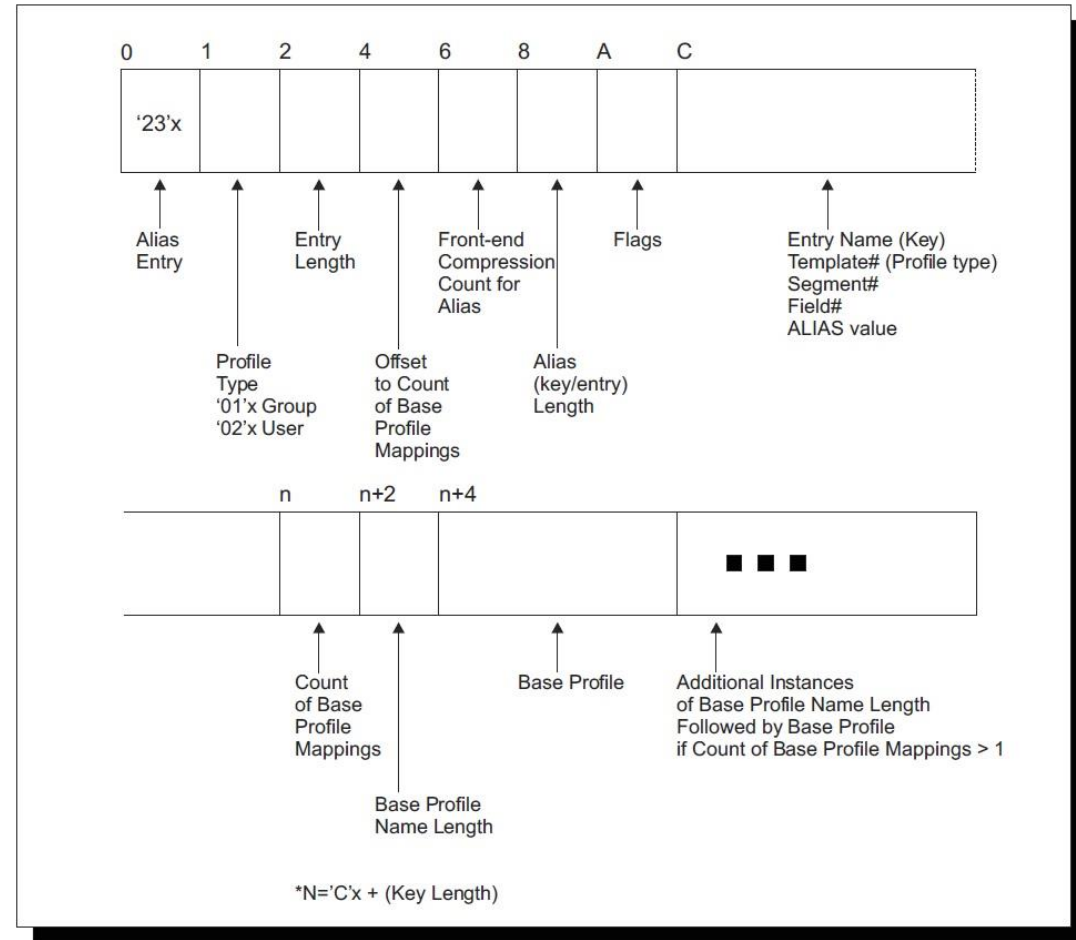 0 1 2 4 6 8 A C
‘23’x
Alias
Entry
Entry
Length
Front-end
Compression
Count for
Alias
Flags
Entry Name (Key)
Template# (Profile type)
Segment#
Field#
ALIAS value
Profile
Type
‘01’x Group
‘02’x User
Offset
to Count
of Base
Profile
Mappings
Alias
(key/entry)
Length
n n+2 n+4
Count
of Base
Profile
Mappings
Base Profile
Additional Instances
of Base Profile Name Length
Followed by Base Profile
if Count of Base Profile Mappings > 1
Base Profile
Name Length
*N=’C’x + (Key Length)